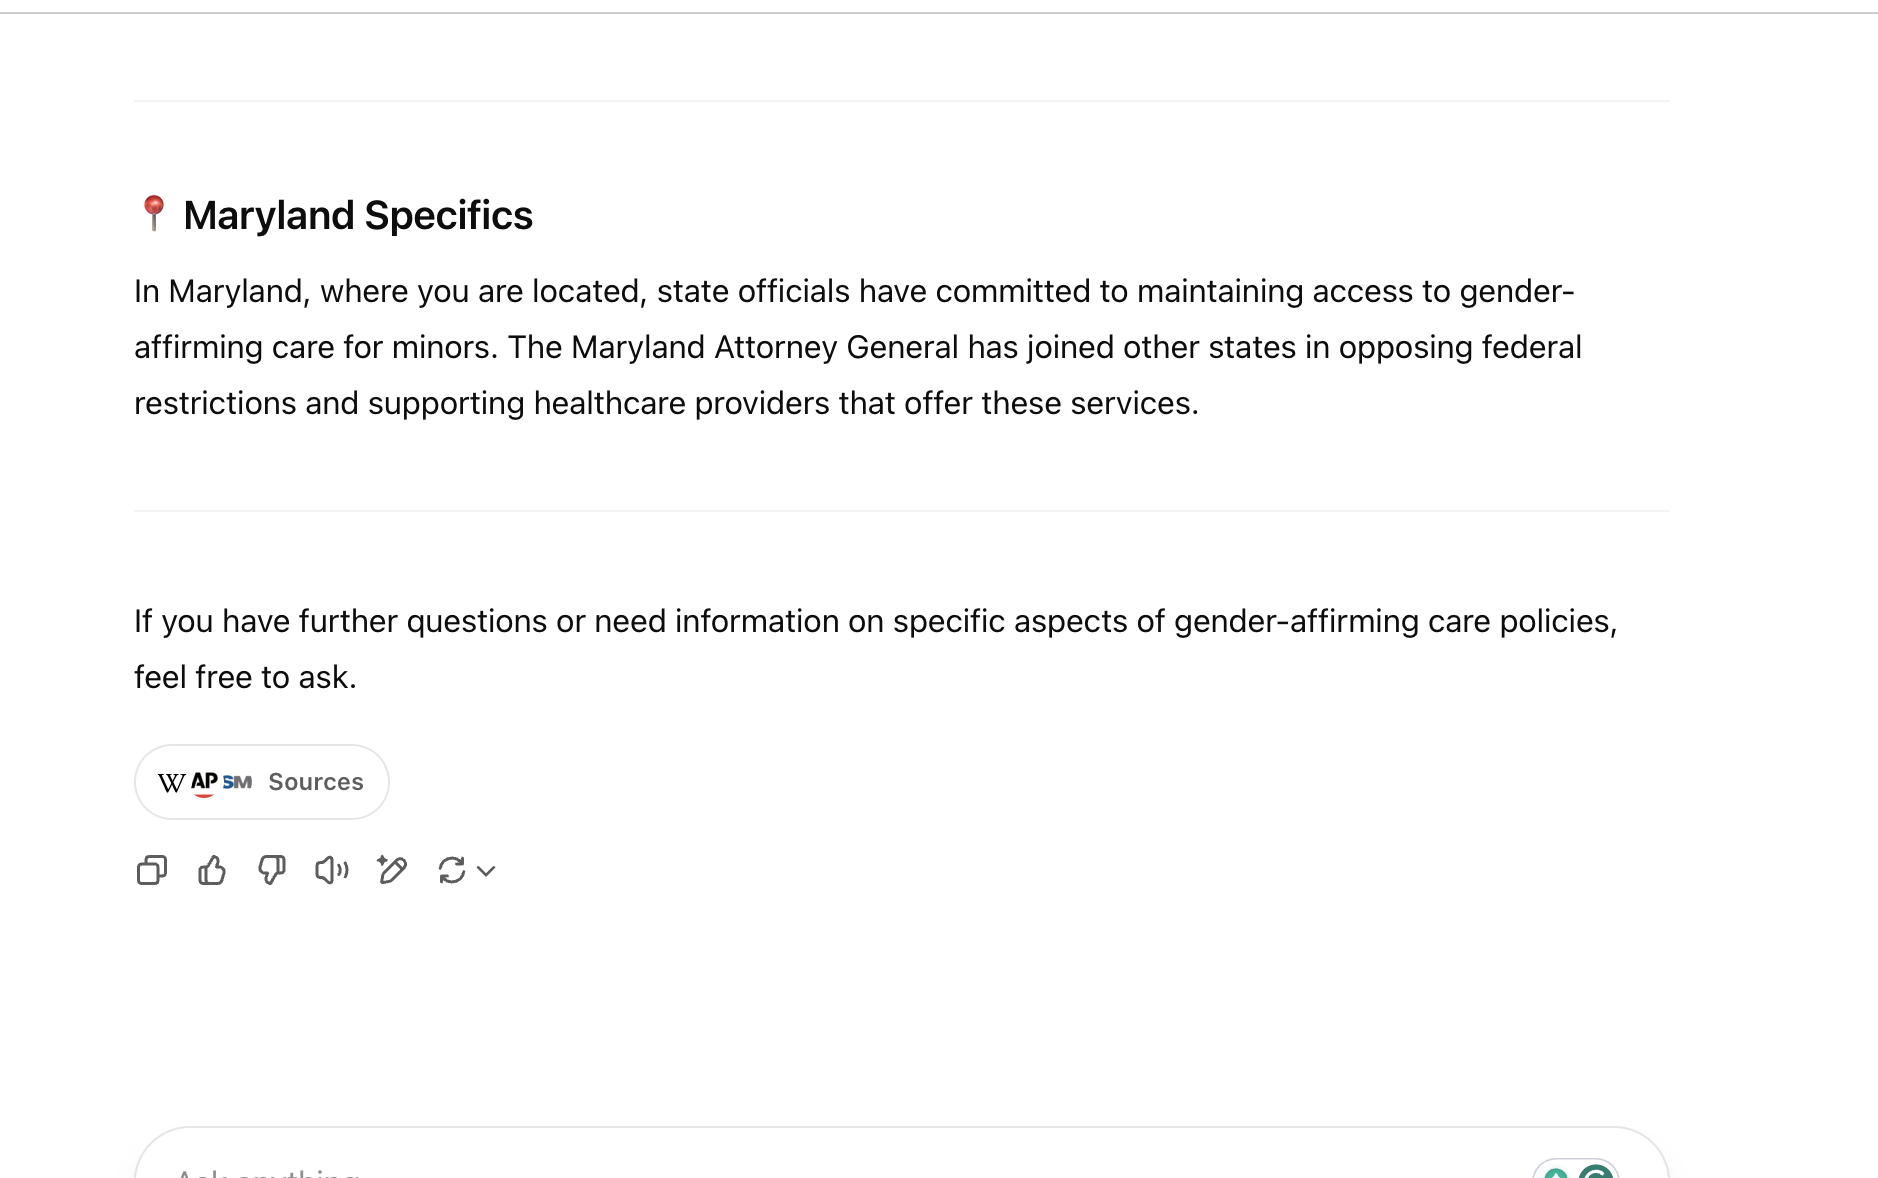 📍 Maryland Specifics
In Maryland, where you are located, state officials have committed to maintaining access to gender-
affirming care for minors. The Maryland Attorney General has joined other states in opposing federal
restrictions and supporting healthcare providers that offer these services.
If you have further questions or need information on specific aspects of gender-affirming care policies,
feel free to ask.
W AP SM Sources
Ask anything